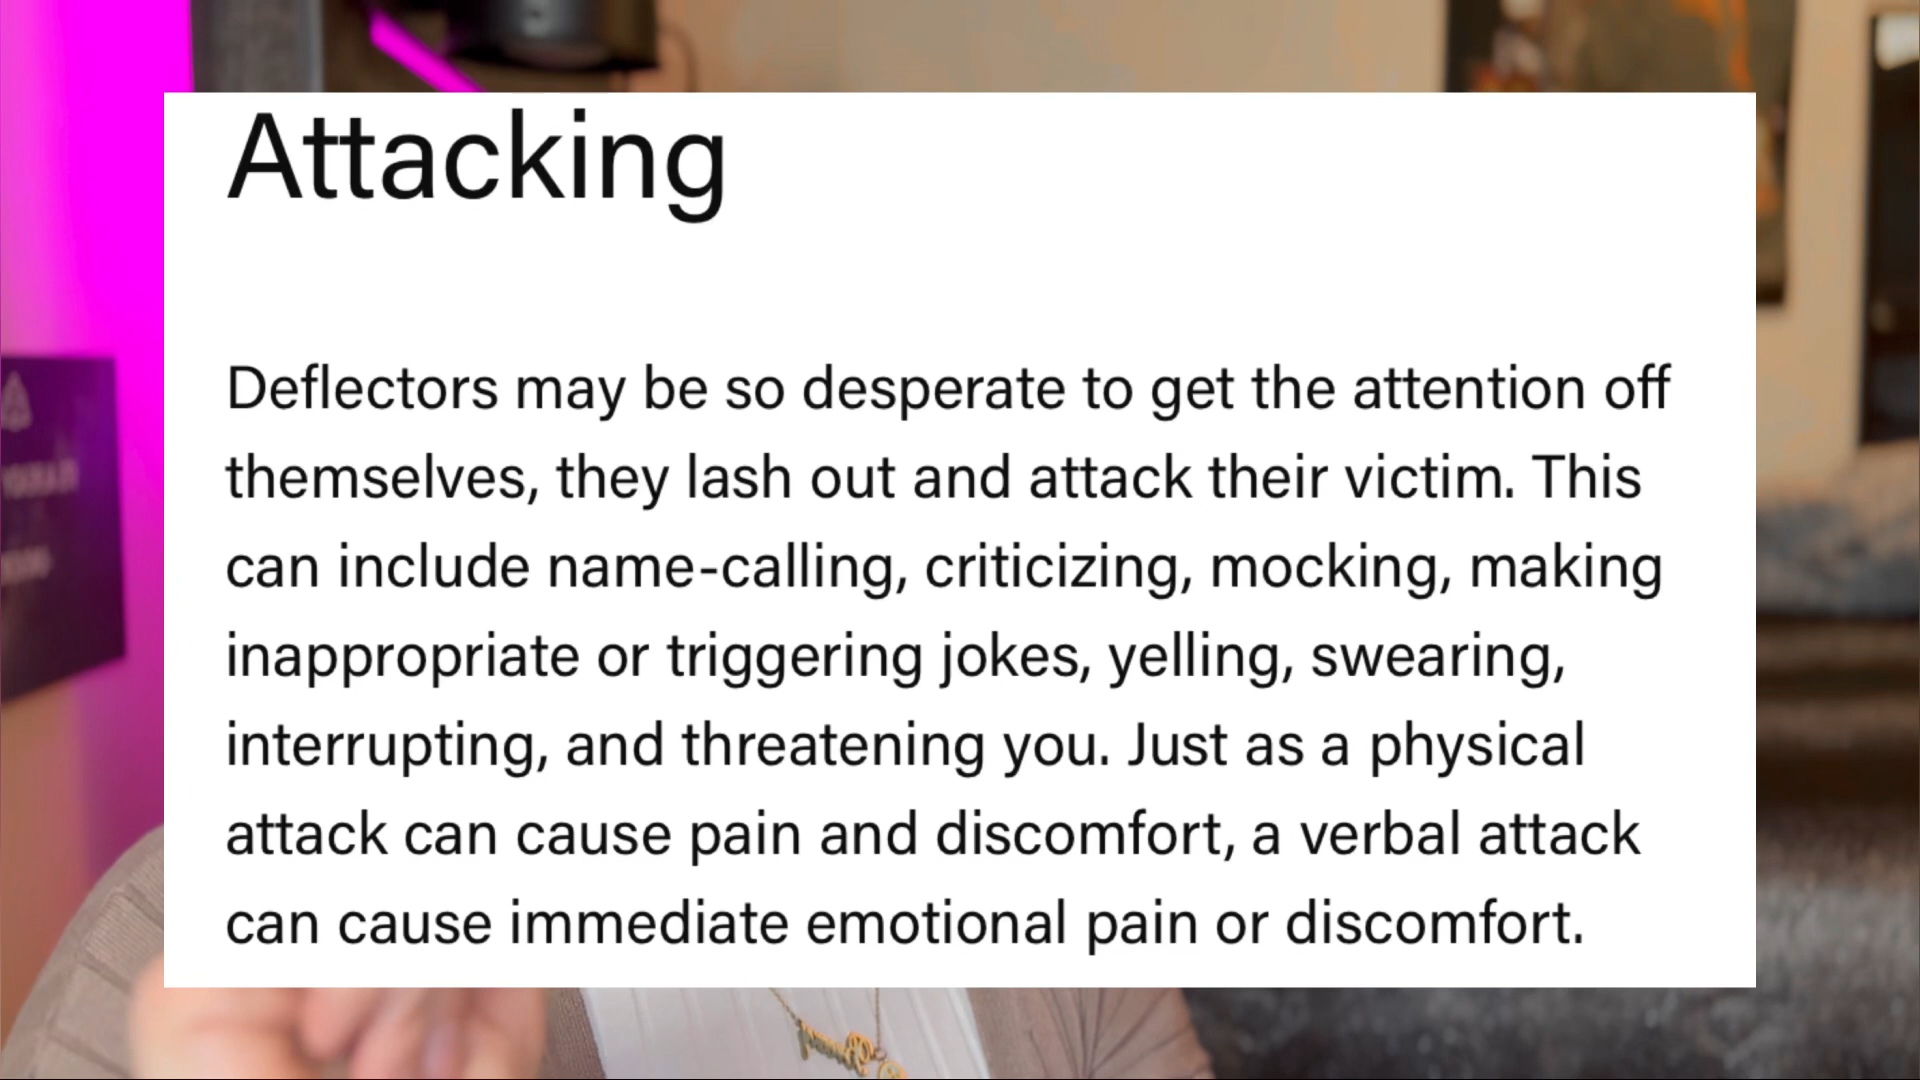 Attacking
Deflectors may be so desperate to get the attention off
themselves, they lash out and attack their victim. This
can include name-calling, criticizing, mocking, making
inappropriate or triggering jokes, yelling, swearing,
interrupting, and threatening you. Just as a physical
attack can cause pain and discomfort, a verbal attack
can cause immediate emotional pain or discomfort.